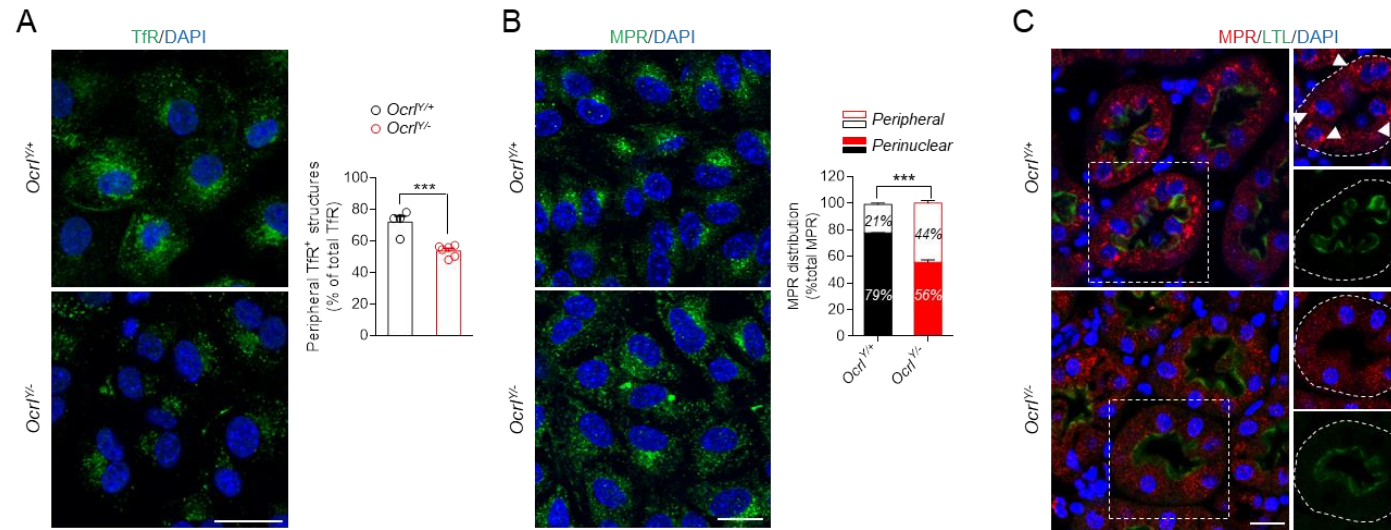 A
TfR/DAPI
Ocrl^Y/+
Ocrl^Y/-
Ocrl^Y/+
Ocrl^Y/-
Peripheral TfR⁺ structures
(% of total TfR)
100
80
60
40
20
0
***
B
MPR/DAPI
Ocrl^Y/+
Ocrl^Y/-
Peripheral
Perinuclear
MPR distribution
(%total MPR)
120
100
80
60
40
20
0
***
21%
44%
79%
56%
Ocrl^Y/+
Ocrl^Y/-
C
MPR/LTL/DAPI
Ocrl^Y/+
Ocrl^Y/-